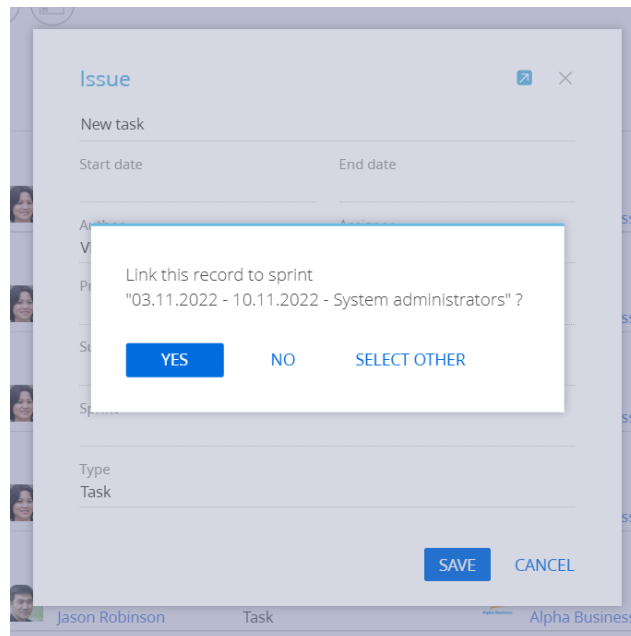 Issue
New task
Start date
End date
Link this record to sprint
"03.11.2022 - 10.11.2022 - System administrators" ?
YES
NO
SELECT OTHER
Type
Task
SAVE
CANCEL
Jason Robinson
Task
Alpha Business